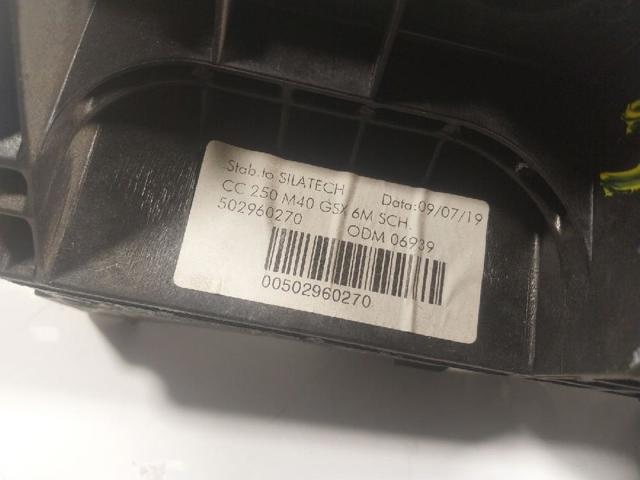 Stab.to SILATECH Data:09/07/19
CC 250 M40 GSX 6M SCH.
502960270 ODM 06939
00502960270